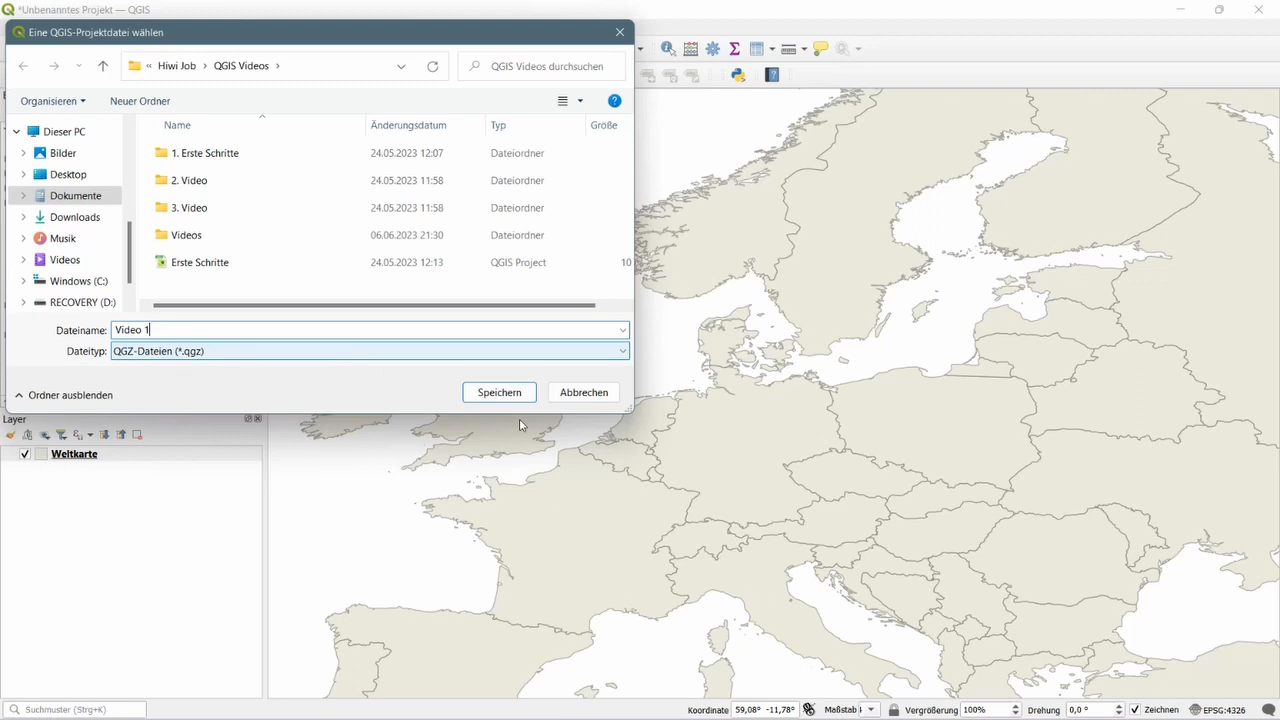 *Unbenanntes Projekt — QGIS
Eine QGIS-Projektdatei wählen
« Hiwi Job > QGIS Videos >
QGIS Videos durchsuchen
Organisieren
Neuer Ordner
Name Änderungsdatum Typ Größe
Dieser PC
Bilder
Desktop
Dokumente
Downloads
Musik
Videos
Windows (C:)
RECOVERY (D:)
1. Erste Schritte 24.05.2023 12:07 Dateiordner
2. Video 24.05.2023 11:58 Dateiordner
3. Video 24.05.2023 11:58 Dateiordner
Videos 06.06.2023 21:30 Dateiordner
Erste Schritte 24.05.2023 12:13 QGIS Project 10
Dateiname: Video 1
Dateityp: QGZ-Dateien (*.qgz)
Ordner ausblenden
Speichern
Abbrechen
Layer
Weltkarte
Suchmuster (Strg+K)
Koordinate 59,08° -11,78° Maßstab Vergrößerung 100% Drehung 0,0 ° Zeichnen EPSG:4326